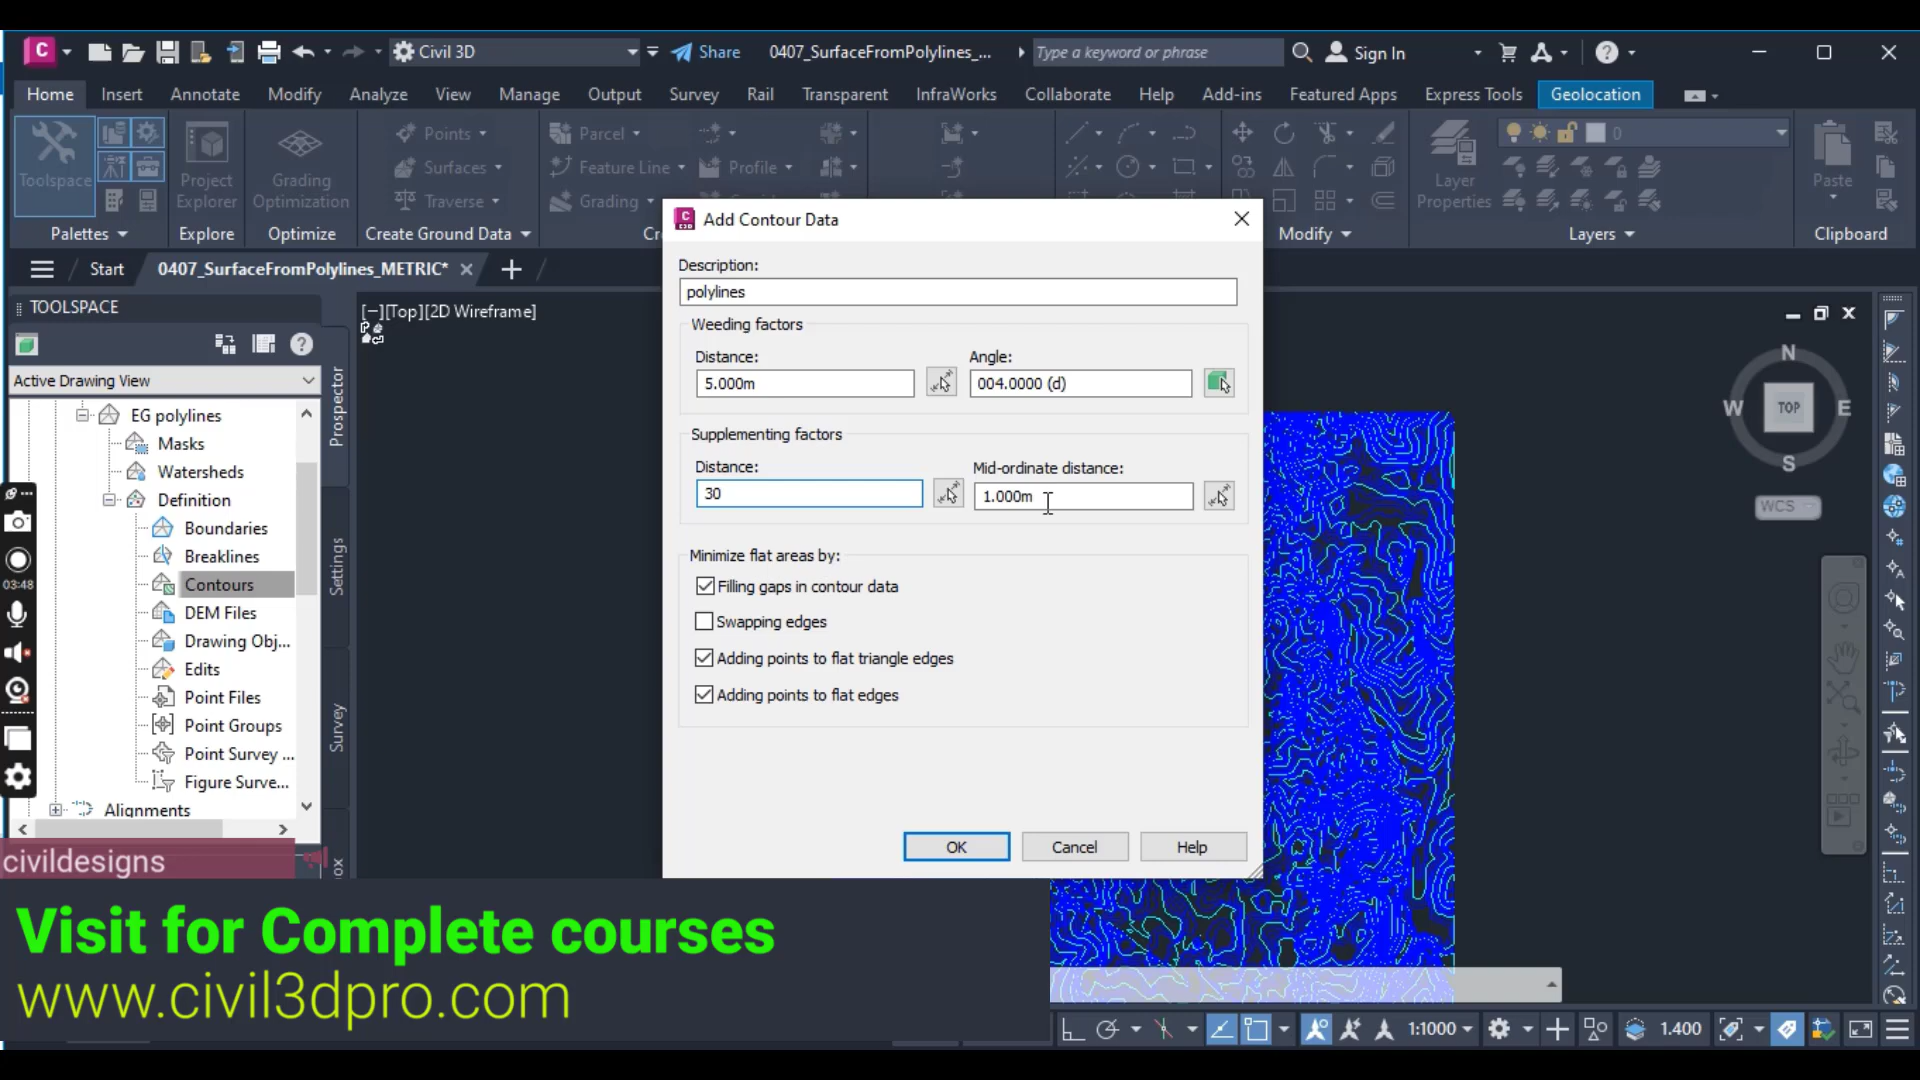 C
Civil 3D
Share
0407_SurfaceFromPolylines_...
Type a keyword or phrase
Sign In
Home
Insert
Annotate
Modify
Analyze
View
Manage
Output
Survey
Rail
Transparent
InfraWorks
Collaborate
Help
Add-ins
Featured Apps
Express Tools
Geolocation
Toolspace
Project
Explorer
Grading
Optimization
Points
Surfaces
Traverse
Parcel
Feature Line
Grading
Profile
Layer
Properties
0
Paste
Palettes
Explore
Optimize
Create Ground Data
Modify
Layers
Clipboard
Start
0407_SurfaceFromPolylines_METRIC*
TOOLSPACE
Active Drawing View
EG polylines
Masks
Watersheds
Definition
Boundaries
Breaklines
Contours
DEM Files
Drawing Obj...
Edits
Point Files
Point Groups
Point Survey ...
Figure Surve...
Alignments
Prospector
Settings
Survey
03:48
[−][Top][2D Wireframe]
Add Contour Data
Description:
polylines
Weeding factors
Distance:
Angle:
5.000m
004.0000 (d)
Supplementing factors
Distance:
Mid-ordinate distance:
30
1.000m
Minimize flat areas by:
Filling gaps in contour data
Swapping edges
Adding points to flat triangle edges
Adding points to flat edges
OK
Cancel
Help
N
W
TOP
E
S
WCS
civildesigns
Visit for Complete courses
www.civil3dpro.com
1:1000
1.400